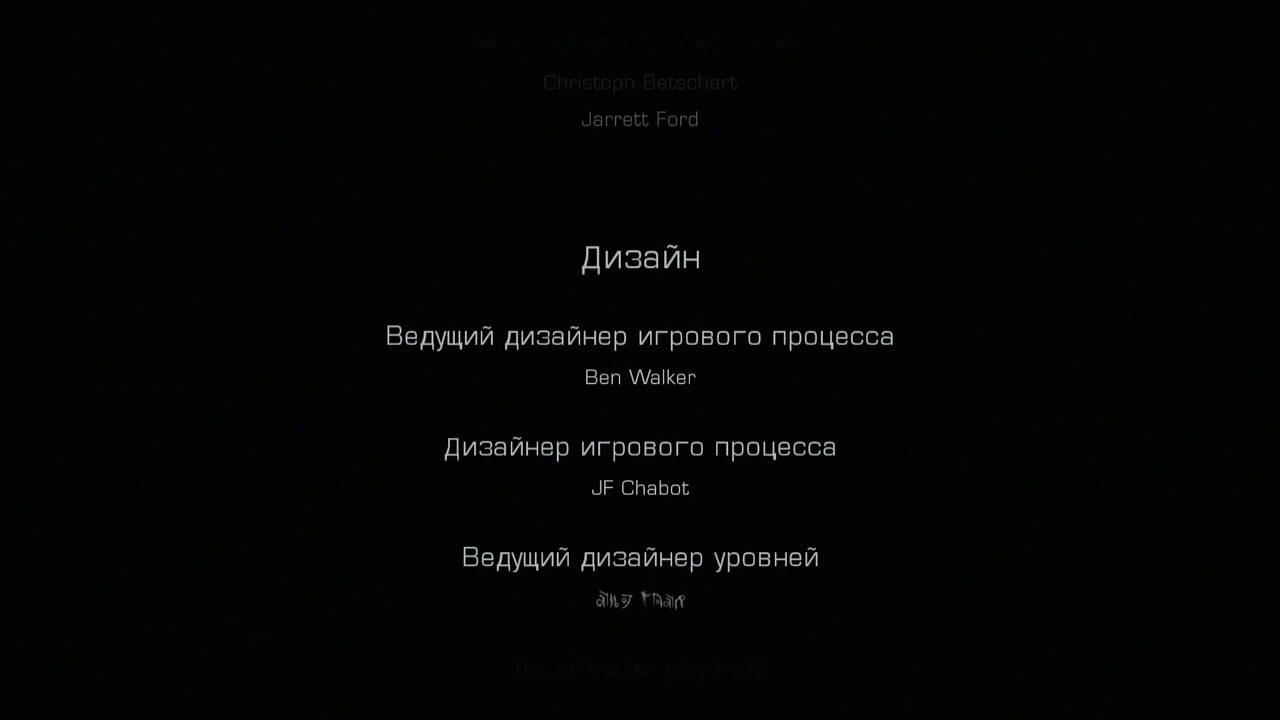 Christoph Betschart
Jarrett Ford
Дизайн
Ведущий дизайнер игрового процесса
Ben Walker
Дизайнер игрового процесса
JF Chabot
Ведущий дизайнер уровней